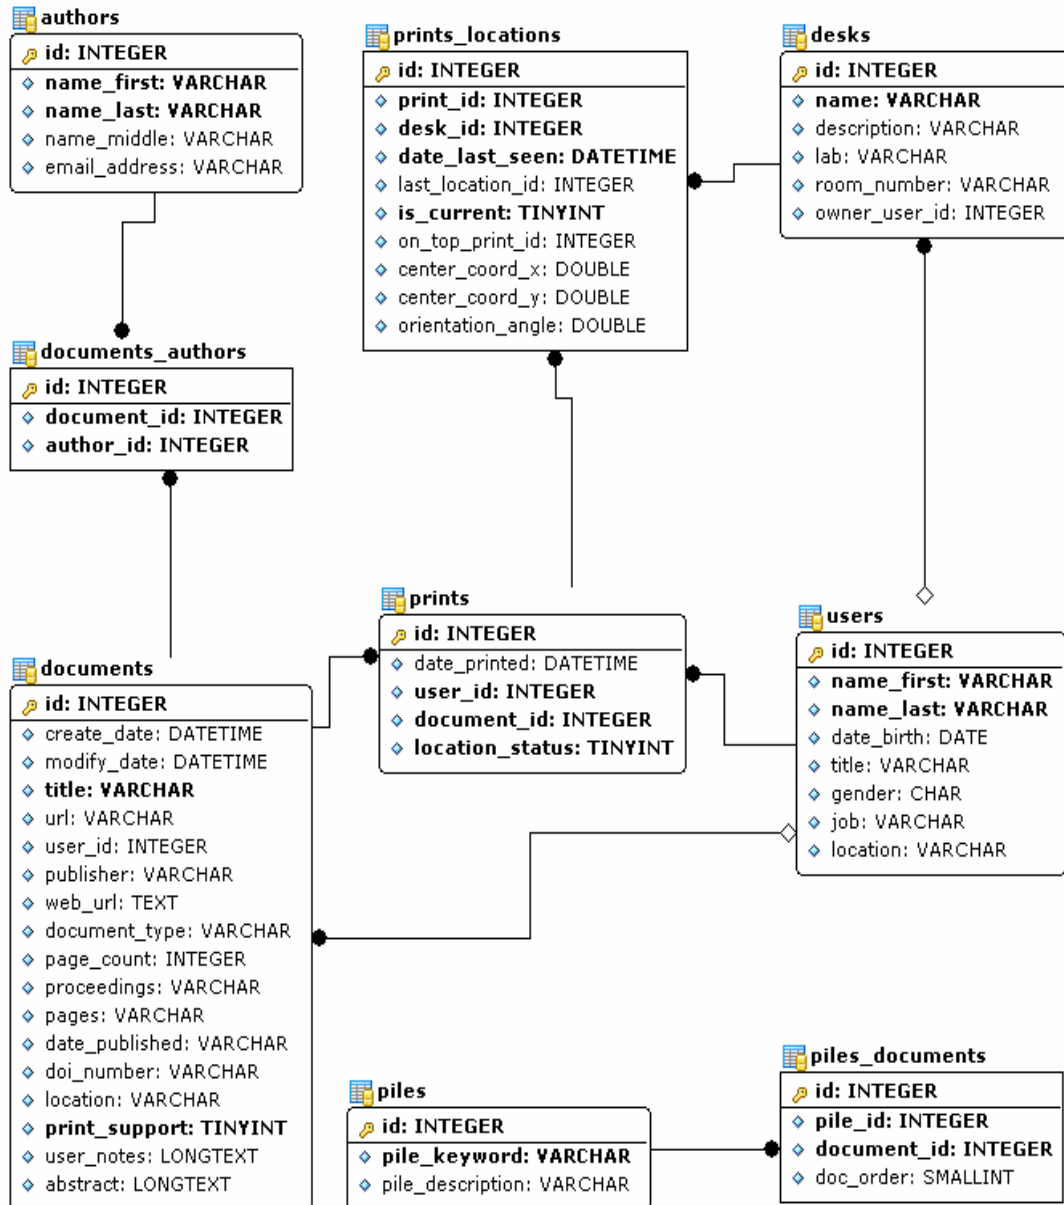 authors
id: INTEGER
name_first: VARCHAR
name_last: VARCHAR
name_middle: VARCHAR
email_address: VARCHAR
prints_locations
id: INTEGER
print_id: INTEGER
desk_id: INTEGER
date_last_seen: DATETIME
last_location_id: INTEGER
is_current: TINYINT
on_top_print_id: INTEGER
center_coord_x: DOUBLE
center_coord_y: DOUBLE
orientation_angle: DOUBLE
desks
id: INTEGER
name: VARCHAR
description: VARCHAR
lab: VARCHAR
room_number: VARCHAR
owner_user_id: INTEGER
documents_authors
id: INTEGER
document_id: INTEGER
author_id: INTEGER
prints
id: INTEGER
date_printed: DATETIME
user_id: INTEGER
document_id: INTEGER
location_status: TINYINT
users
id: INTEGER
name_first: VARCHAR
name_last: VARCHAR
date_birth: DATE
title: VARCHAR
gender: CHAR
job: VARCHAR
location: VARCHAR
documents
id: INTEGER
create_date: DATETIME
modify_date: DATETIME
title: VARCHAR
url: VARCHAR
user_id: INTEGER
publisher: VARCHAR
web_url: TEXT
document_type: VARCHAR
page_count: INTEGER
proceedings: VARCHAR
pages: VARCHAR
date_published: VARCHAR
doi_number: VARCHAR
location: VARCHAR
print_support: TINYINT
user_notes: LONGTEXT
abstract: LONGTEXT
piles
id: INTEGER
pile_keyword: VARCHAR
pile_description: VARCHAR
piles_documents
id: INTEGER
pile_id: INTEGER
document_id: INTEGER
doc_order: SMALLINT